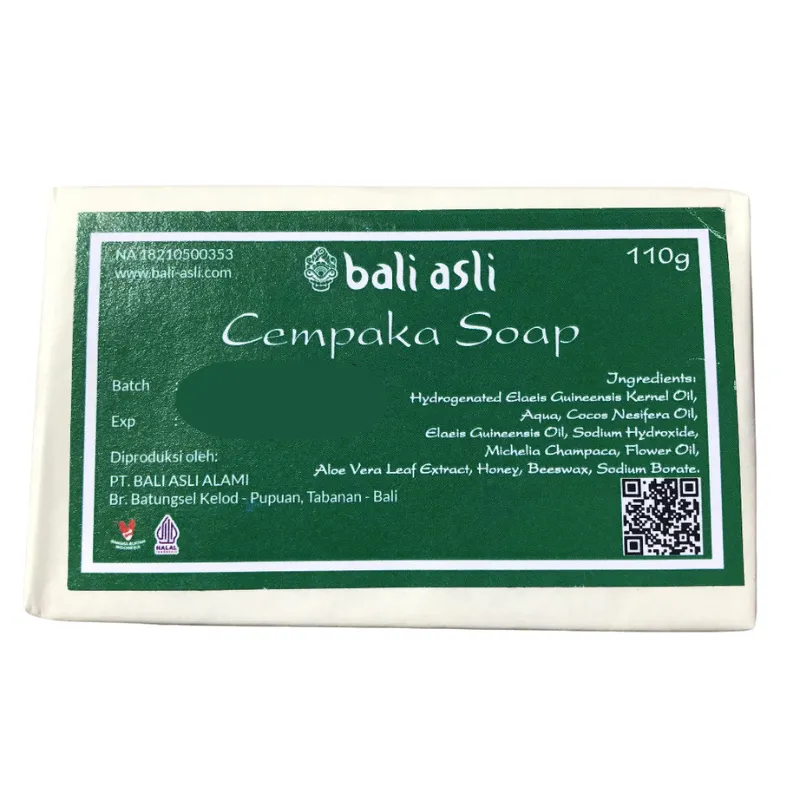 NA 18210500353
www.bali-asli.com
bali asli
110g
Cempaka Soap
Batch :
Exp :
Diproduksi oleh:
PT. BALI ASLI ALAMI
Br. Batungsel Kelod - Pupuan, Tabanan - Bali
Ingredients:
Hydrogenated Elaeis Guineensis Kernel Oil,
Aqua, Cocos Nesifera Oil,
Elaeis Guineensis Oil, Sodium Hydroxide,
Michelia Champaca, Flower Oil,
Aloe Vera Leaf Extract, Honey, Beeswax, Sodium Borate.
HALAL
INDONESIA